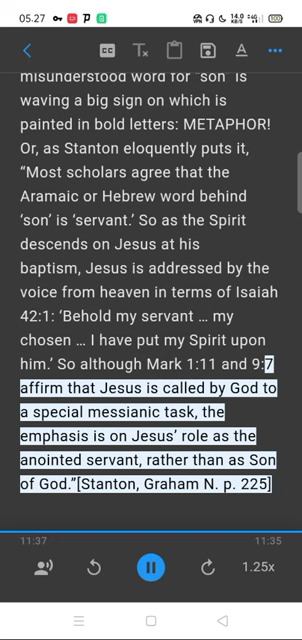 05.27
14.0 KB/S
4G
CC
misunderstood word for "son" is
waving a big sign on which is
painted in bold letters: METAPHOR!
Or, as Stanton eloquently puts it,
“Most scholars agree that the
Aramaic or Hebrew word behind
‘son’ is ‘servant.’ So as the Spirit
descends on Jesus at his
baptism, Jesus is addressed by the
voice from heaven in terms of Isaiah
42:1: ‘Behold my servant … my
chosen … I have put my Spirit upon
him.’ So although Mark 1:11 and 9:7
affirm that Jesus is called by God to
a special messianic task, the
emphasis is on Jesus’ role as the
anointed servant, rather than as Son
of God.”[Stanton, Graham N. p. 225]
11:37
11:35
1.25x